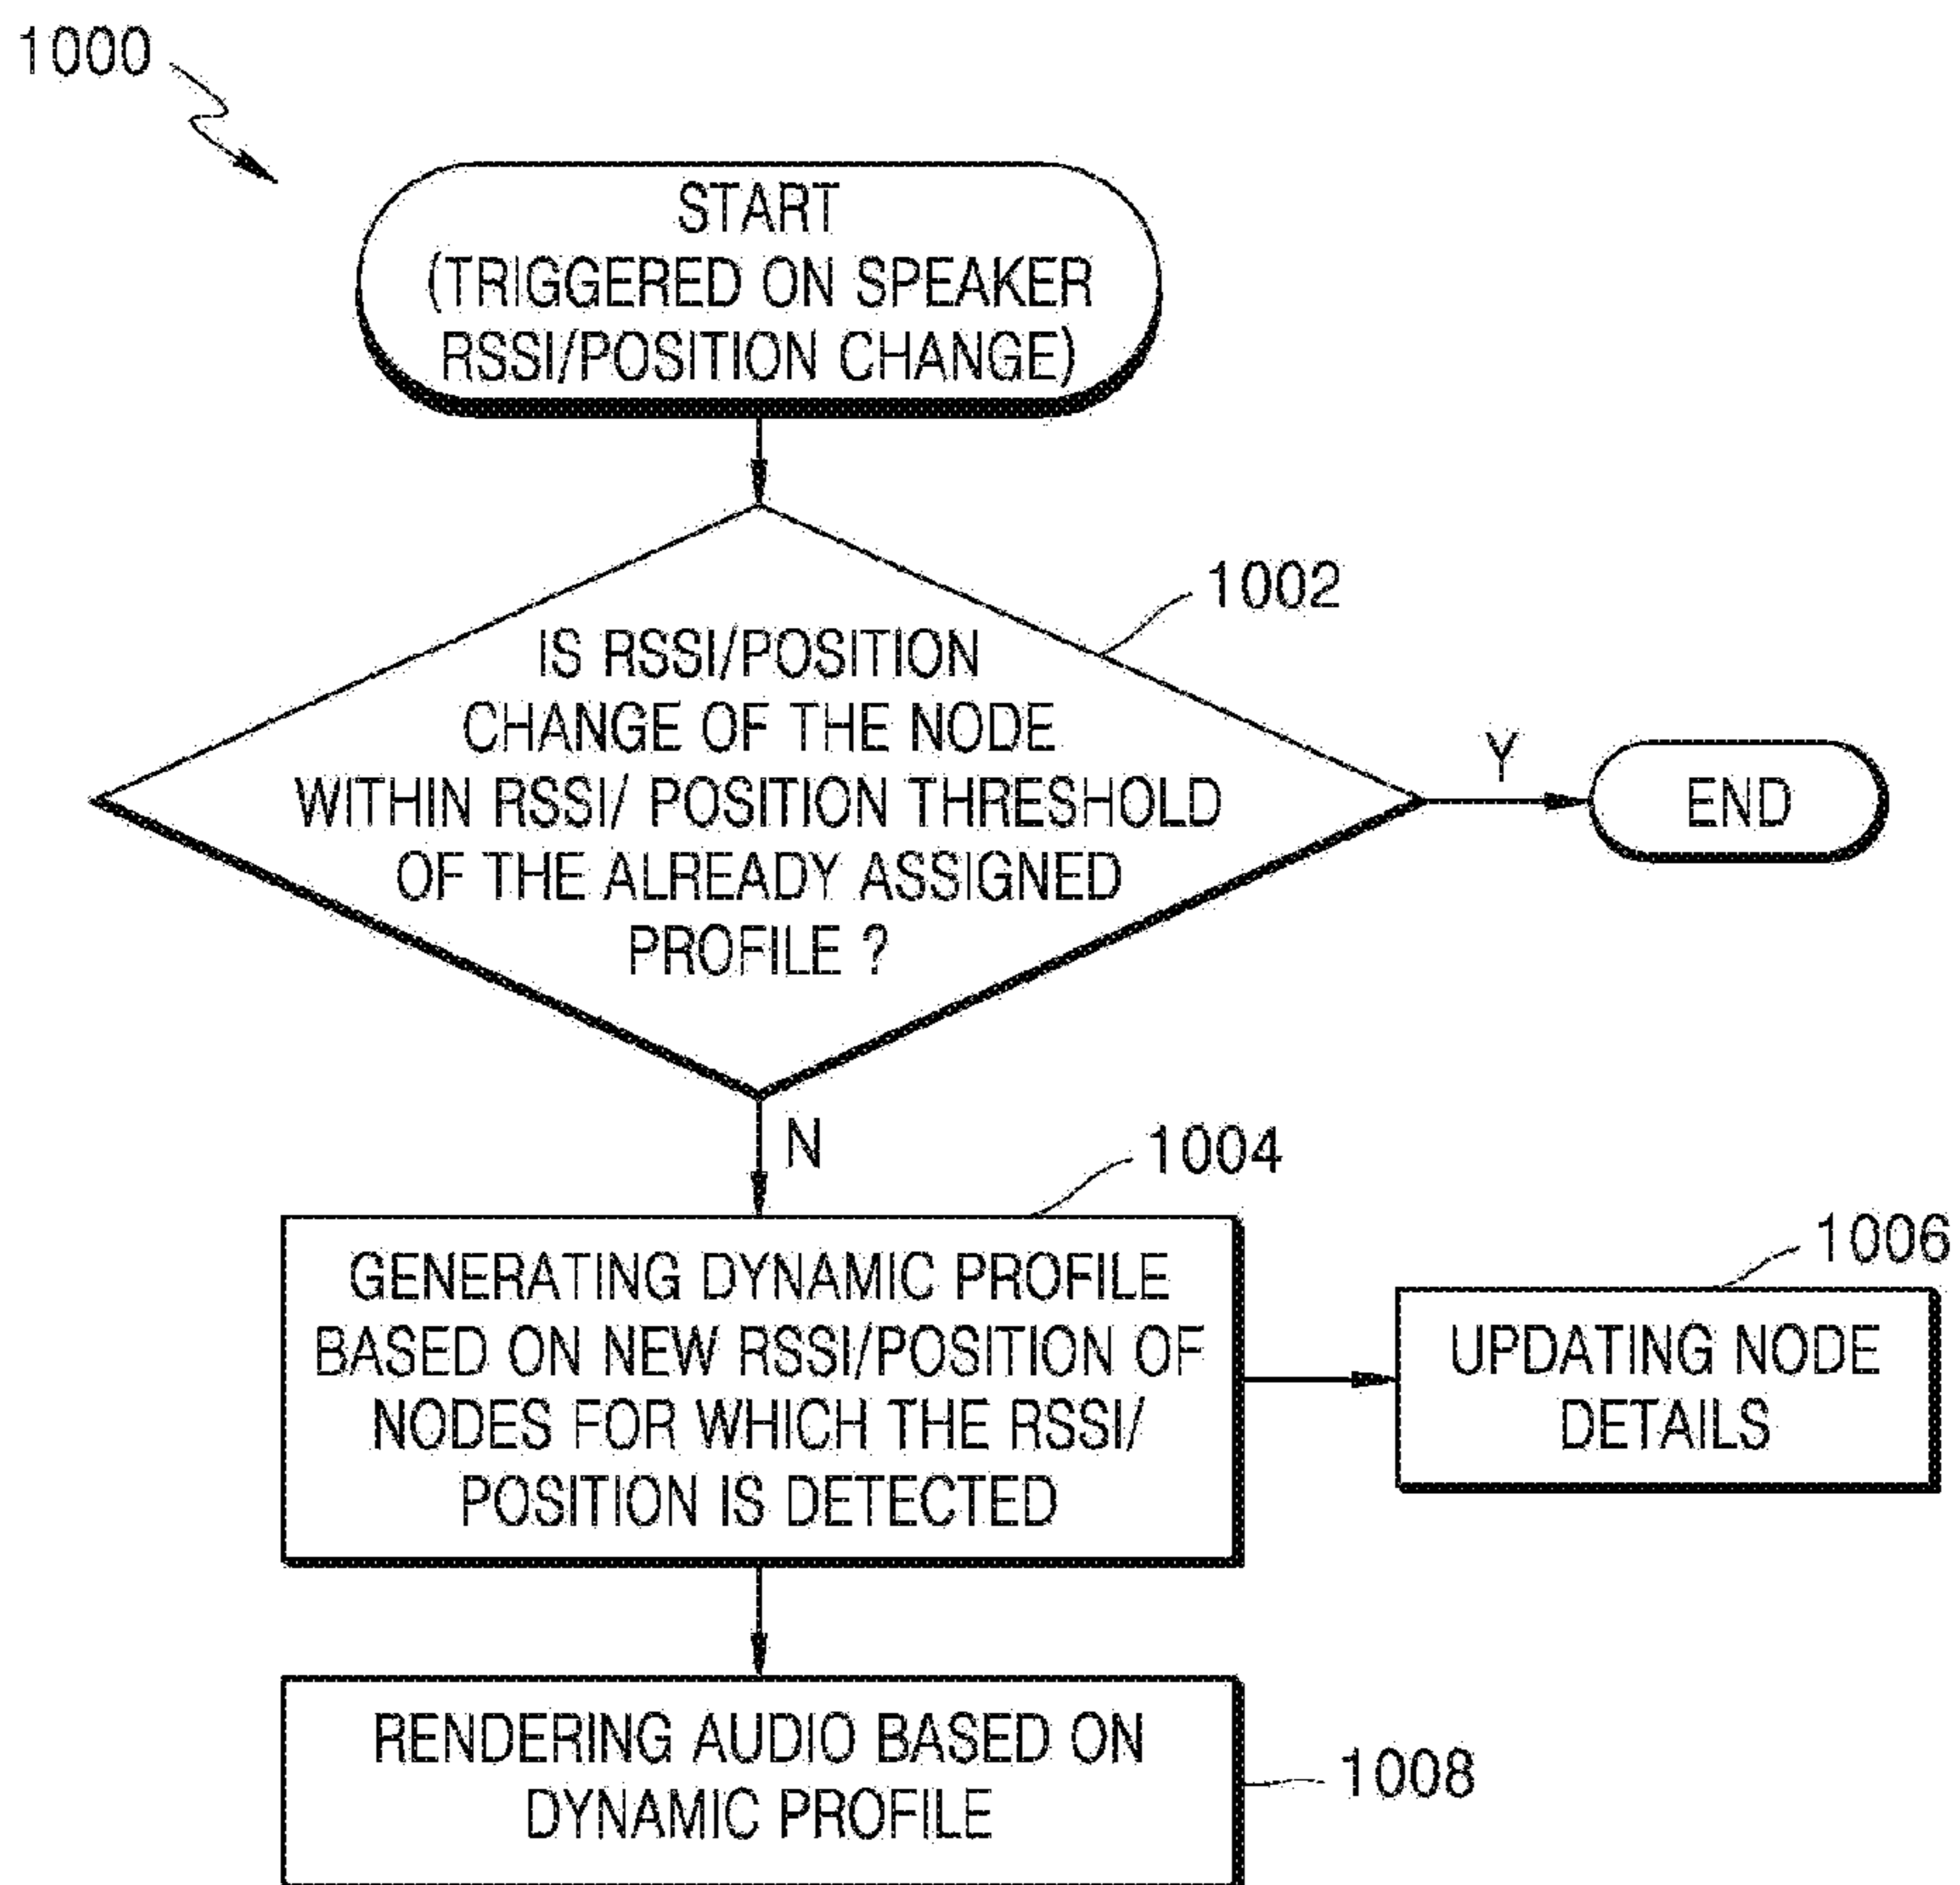 1000
START
(TRIGGERED ON SPEAKER
RSSI/POSITION CHANGE)
1002
IS RSSI/POSITION
CHANGE OF THE NODE
WITHIN RSSI/ POSITION THRESHOLD
OF THE ALREADY ASSIGNED
PROFILE ?
Y
END
N
1004
GENERATING DYNAMIC PROFILE
BASED ON NEW RSSI/POSITION OF
NODES FOR WHICH THE RSSI/
POSITION IS DETECTED
1006
UPDATING NODE
DETAILS
RENDERING AUDIO BASED ON
DYNAMIC PROFILE
1008